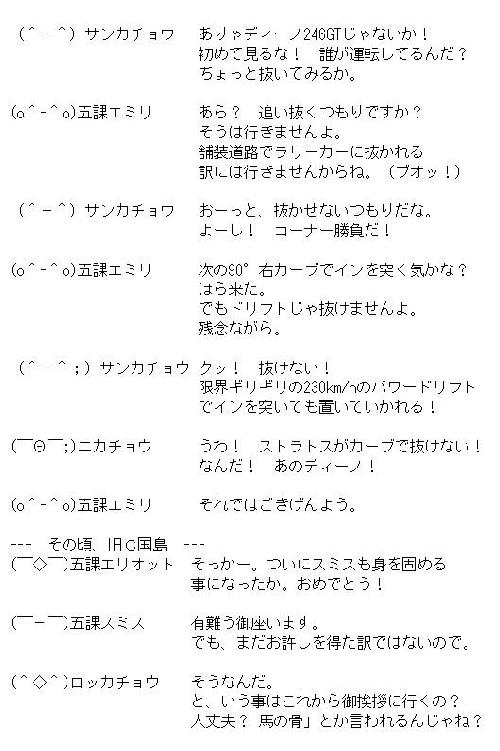 (＾－＾) サンカチョウ　ありゃディーノ246GTじゃないか！
初めて見るな！　誰が運転してるんだ？
ちょっと抜いてみるか。
(o＾-＾o)五課エミリ　あら？　追い抜くつもりですか？
そうは行きませんよ。
舗装道路でラリーカーに抜かれる
訳には行きませんからね。（ブオッ！）
(＾－＾) サンカチョウ　おーっと、抜かせないつもりだな。
よーし！　コーナー勝負だ！
(o＾-＾o)五課エミリ　次の90°右カーブでインを突く気かな？
ほら来た。
でもドリフトじゃ抜けませんよ。
残念ながら。
(＾－＾；) サンカチョウ　クッ！　抜けない！
限界ギリギリの230km/hのパワードリフト
でインを突いても置いていかれる！
(￣Θ￣;)ニカチョウ　うわ！　ストラトスがカーブで抜けない！
なんだ！　あのディーノ！
(o＾-＾o)五課エミリ　それではごきげんよう。
---　その頃、旧G国島　---
(￣◇￣)五課エリオット　そっかー。ついにスミスも身を固める
事になったか。おめでとう！
(￣ー￣)五課スミス　有難う御座います。
でも、まだお許しを得た訳ではないので。
(＾◇＾)ロッカチョウ　そうなんだ。
と、いう事はこれから御挨拶に行くの？
大丈夫？ 馬の骨」とか言われるんじゃね？